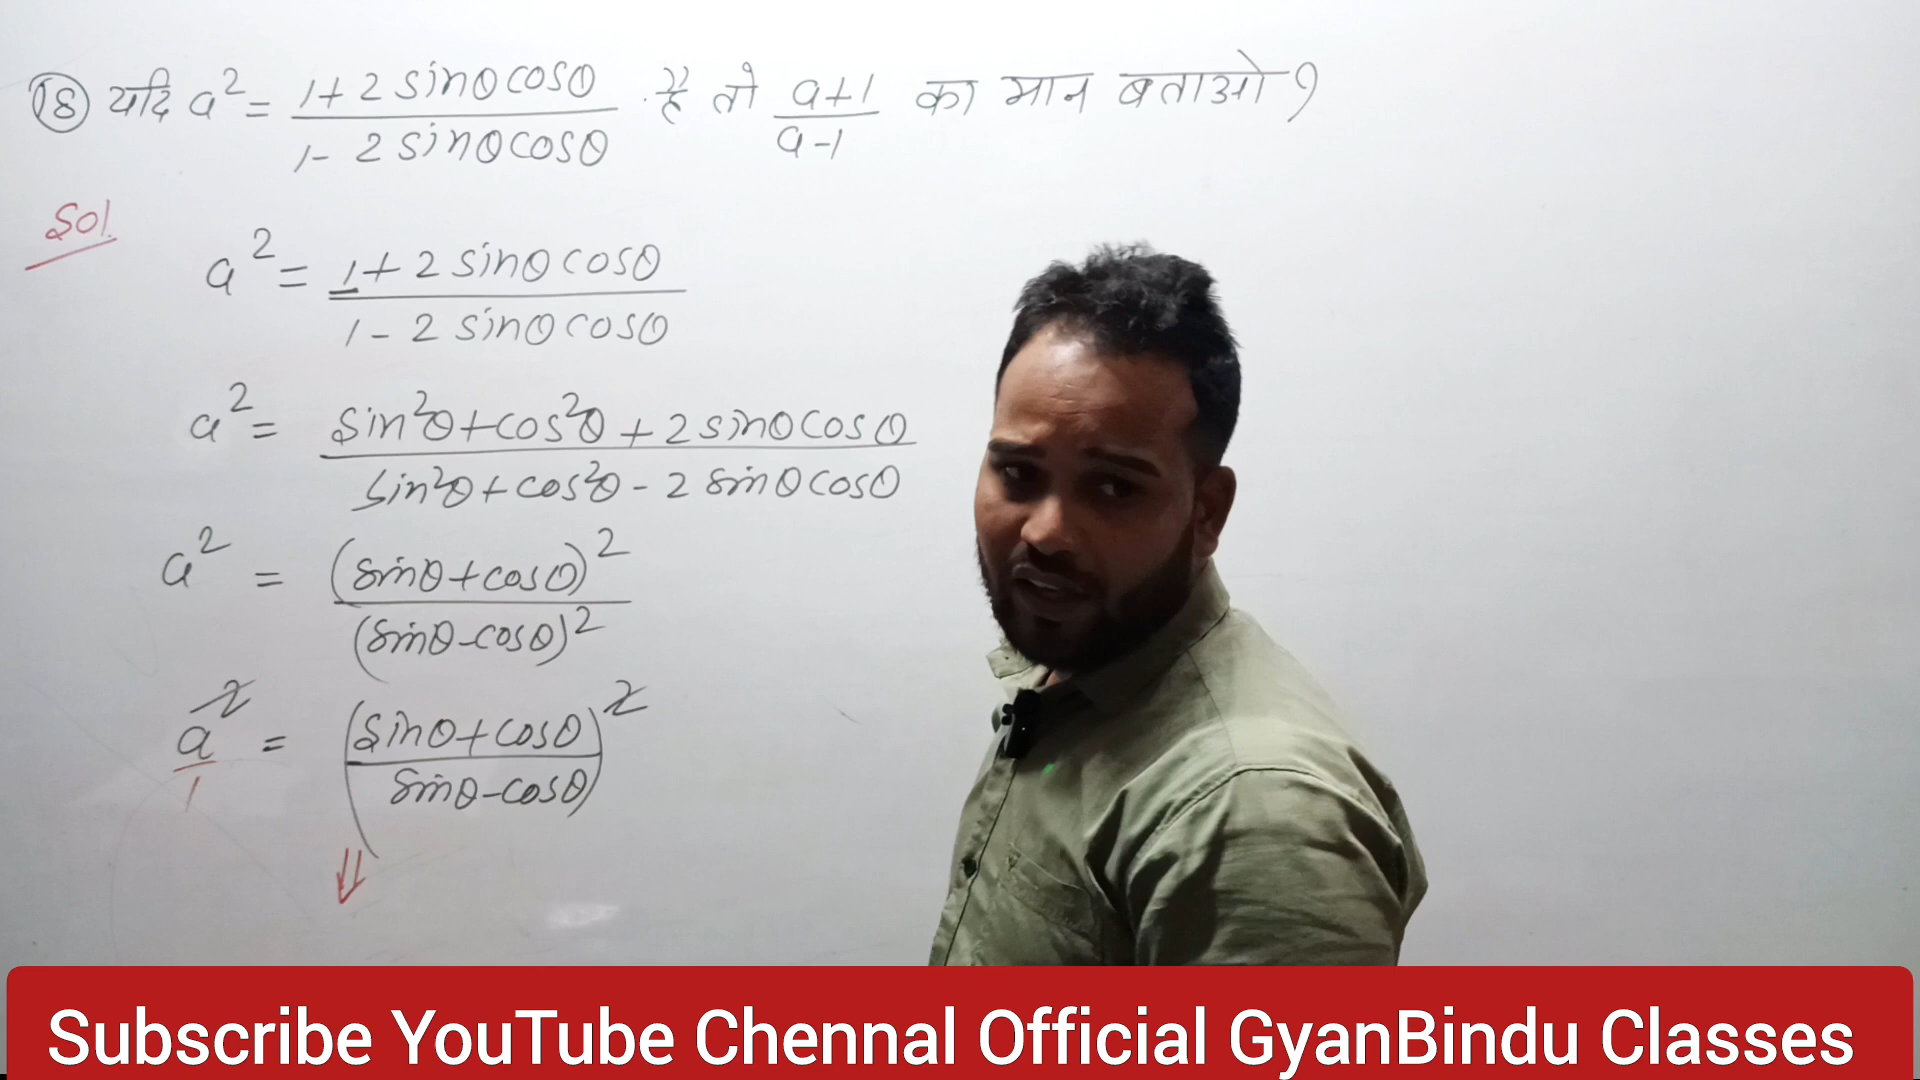 (18) यदि a² = (1+2 sinθ cosθ)/(1-2 sinθ cosθ) है तो (a+1)/(a-1) का मान बताओ?
Sol.
a² = (1+2 sinθ cosθ)/(1-2 sinθ cosθ)
a² = (sin²θ+cos²θ+2 sinθ cosθ)/(sin²θ+cos²θ-2 sinθ cosθ)
a² = (sinθ+cosθ)²/(sinθ-cosθ)²
a²/1 = ((sinθ+cosθ)/(sinθ-cosθ))²
⇓
Subscribe YouTube Chennal Official GyanBindu Classes